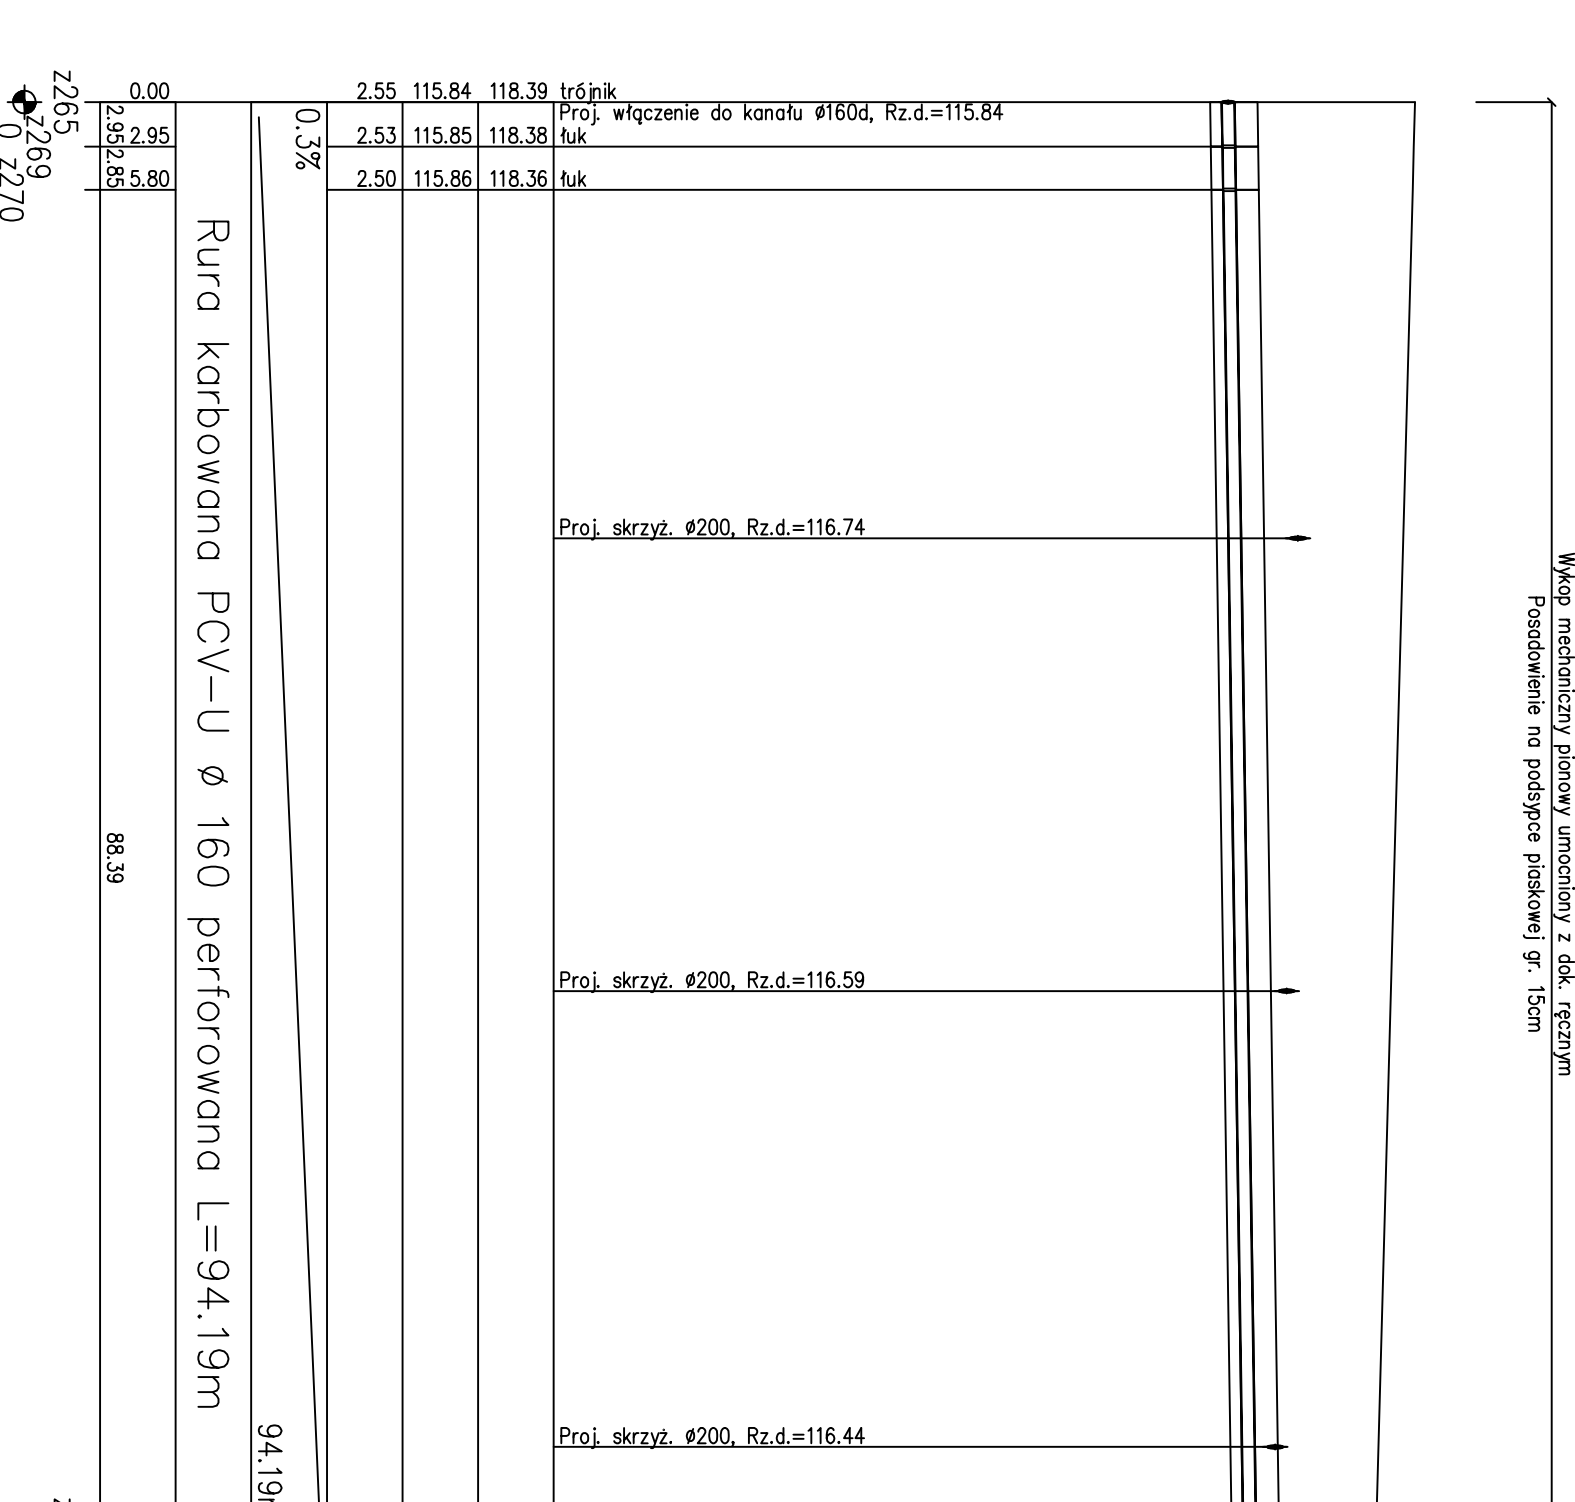 0.00 2.55 115.84 118.39 trójnik
Proj. włączenie do kanału ø160d, Rz.d.=115.84
2.95 2.53 115.85 118.38 łuk
5.80 2.50 115.86 118.36 łuk
Proj. skrzyż. ø200, Rz.d.=116.74
Proj. skrzyż. ø200, Rz.d.=116.59
Proj. skrzyż. ø200, Rz.d.=116.44
Wykop mechaniczny pionowy umocniony z dok. ręcznym
Posadowienie na podsypce piaskowej gr. 15cm
0.3%
94.19
Rura karbowana PCV-U ø 160 perforowana L=94.19m
2.95 2.85 88.39
z265
z269
0 z270